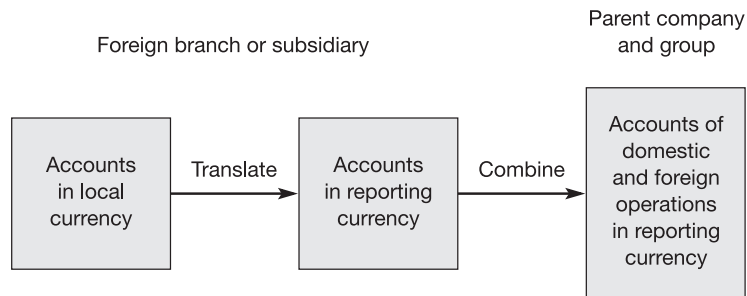 Parent company
and group
Foreign branch or subsidiary
Accounts
in local
currency
Translate
Accounts
in reporting
currency
Combine
Accounts of
domestic
and foreign
operations
in reporting
currency